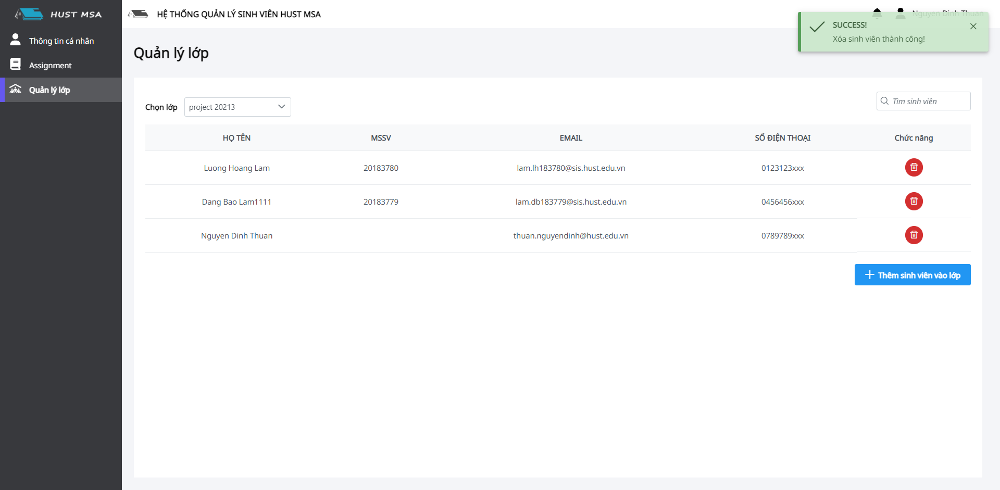 HUST MSA
Thông tin cá nhân
Assignment
Quản lý lớp
HỆ THỐNG QUẢN LÝ SINH VIÊN HUST MSA
Nguyen Dinh Thuan
SUCCESS!
Xóa sinh viên thành công!
Quản lý lớp
Chọn lớp project 20213
Tìm sinh viên
HỌ TÊN MSSV EMAIL SỐ ĐIỆN THOẠI Chức năng
Luong Hoang Lam 20183780 lam.lh183780@sis.hust.edu.vn 0123123xxx
Dang Bao Lam1111 20183779 lam.db183779@sis.hust.edu.vn 0456456xxx
Nguyen Dinh Thuan thuan.nguyendinh@hust.edu.vn 0789789xxx
Thêm sinh viên vào lớp